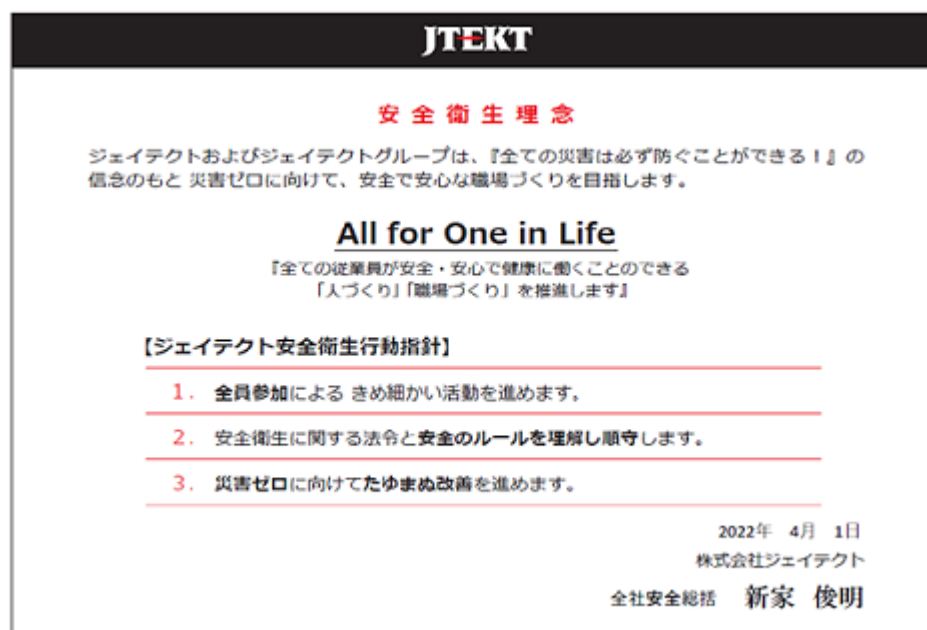 JTEKT
安全衛生理念
ジェイテクトおよびジェイテクトグループは、『全ての災害は必ず防ぐことができる！』の
信念のもと 災害ゼロに向けて、安全で安心な職場づくりを目指します。
All for One in Life
『全ての従業員が安全・安心で健康に働くことのできる
「人づくり」「職場づくり」を推進します』
【ジェイテクト安全衛生行動指針】
1. 全員参加による きめ細かい活動を進めます。
2. 安全衛生に関する法令と安全のルールを理解し順守します。
3. 災害ゼロに向けてたゆまぬ改善を進めます。
2022年 4月 1日
株式会社ジェイテクト
全社安全総括 新家 俊明